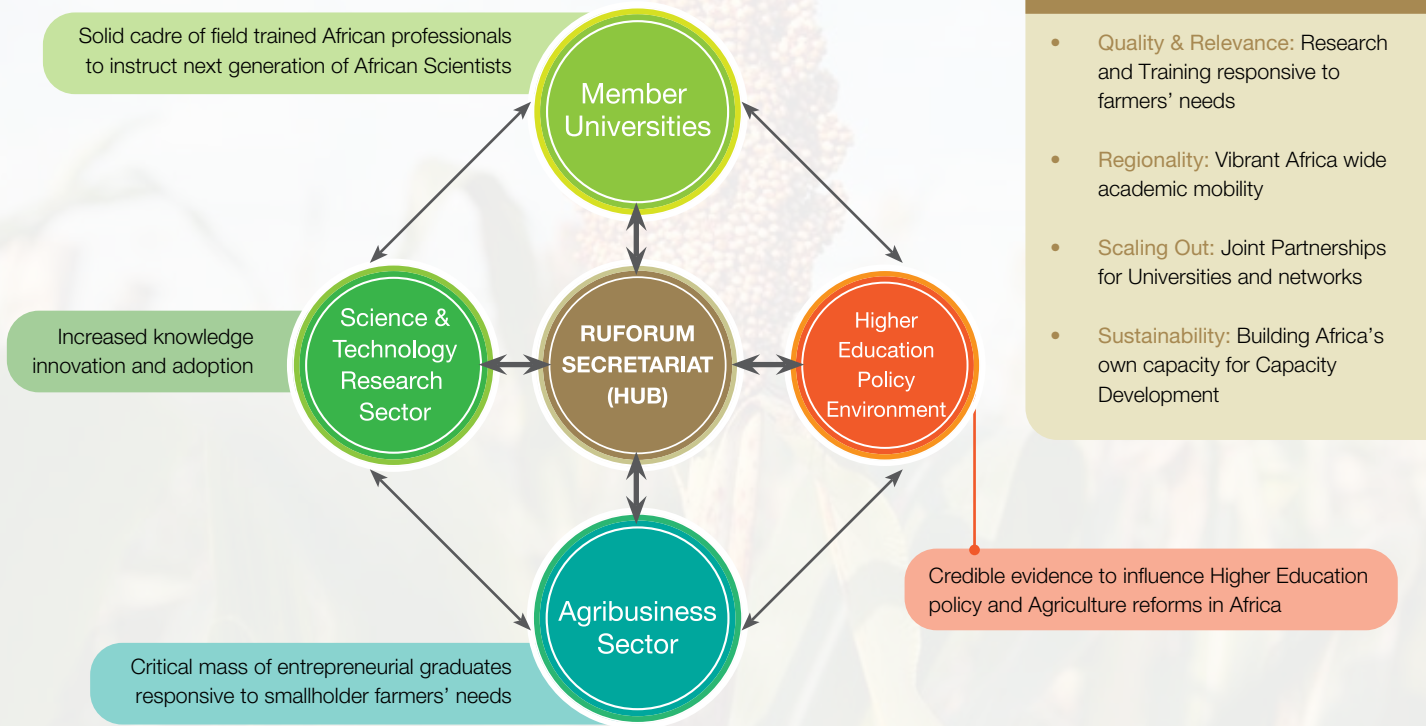 Solid cadre of field trained African professionals
to instruct next generation of African Scientists
Member
Universities
Increased knowledge
innovation and adoption
Science &
Technology
Research
Sector
RUFORUM
SECRETARIAT
(HUB)
Higher
Education
Policy
Environment
Agribusiness
Sector
Credible evidence to influence Higher Education
policy and Agriculture reforms in Africa
Critical mass of entrepreneurial graduates
responsive to smallholder farmers’ needs
• Quality & Relevance: Research
and Training responsive to
farmers’ needs
• Regionality: Vibrant Africa wide
academic mobility
• Scaling Out: Joint Partnerships
for Universities and networks
• Sustainability: Building Africa’s
own capacity for Capacity
Development